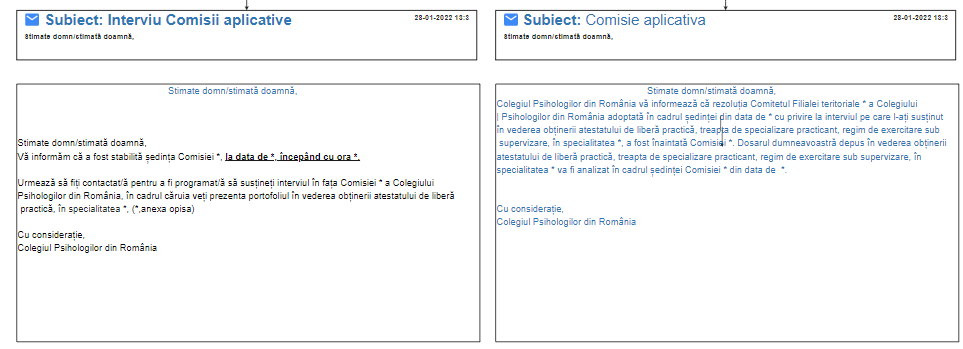 Subiect: Interviu Comisii aplicative
28-01-2022 13:3
Stimate domn/stimată doamnă,
Stimate domn/stimată doamnă,
Stimate domn/stimată doamnă,
Vă informăm că a fost stabilită ședința Comisiei *, la data de *, începând cu ora *.
Urmează să fiți contactat/ă pentru a fi programat/ă să susțineți interviul în fața Comisiei * a Colegiului
Psihologilor din România, în cadrul căruia veți prezenta portofoliul în vederea obținerii atestatului de liberă
practică, în specialitatea *, (*,anexa opisa)
Cu considerație,
Colegiul Psihologilor din România
Subiect: Comisie aplicativa
28-01-2022 13:3
Stimate domn/stimată doamnă,
Stimate domn/stimată doamnă,
Colegiul Psihologilor din România vă informează că rezoluția Comitetul Filialei teritoriale * a Colegiului
l Psihologilor din România adoptată în cadrul ședinței din data de * cu privire la interviul pe care l-ați susținut
în vederea obținerii atestatului de liberă practică, treapta de specializare practicant, regim de exercitare sub
supervizare, în specialitatea *, a fost înaintată Comisiei *. Dosarul dumneavoastră depus în vederea obținerii
atestatului de liberă practică, treapta de specializare practicant, regim de exercitare sub supervizare, în
specialitatea * va fi analizat în cadrul ședinței Comisiei * din data de *.
Cu considerație,
Colegiul Psihologilor din România